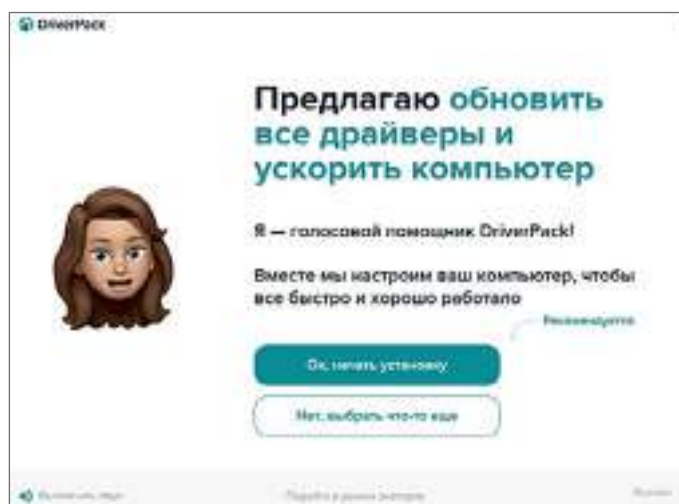 DriverPack
Предлагаю обновить
все драйверы и
ускорить компьютер
Я — голосовой помощник DriverPack!
Вместе мы настроим ваш компьютер, чтобы
все быстро и хорошо работало
Рекомендуется
Ок, начать установку
Нет, выбрать что-то еще